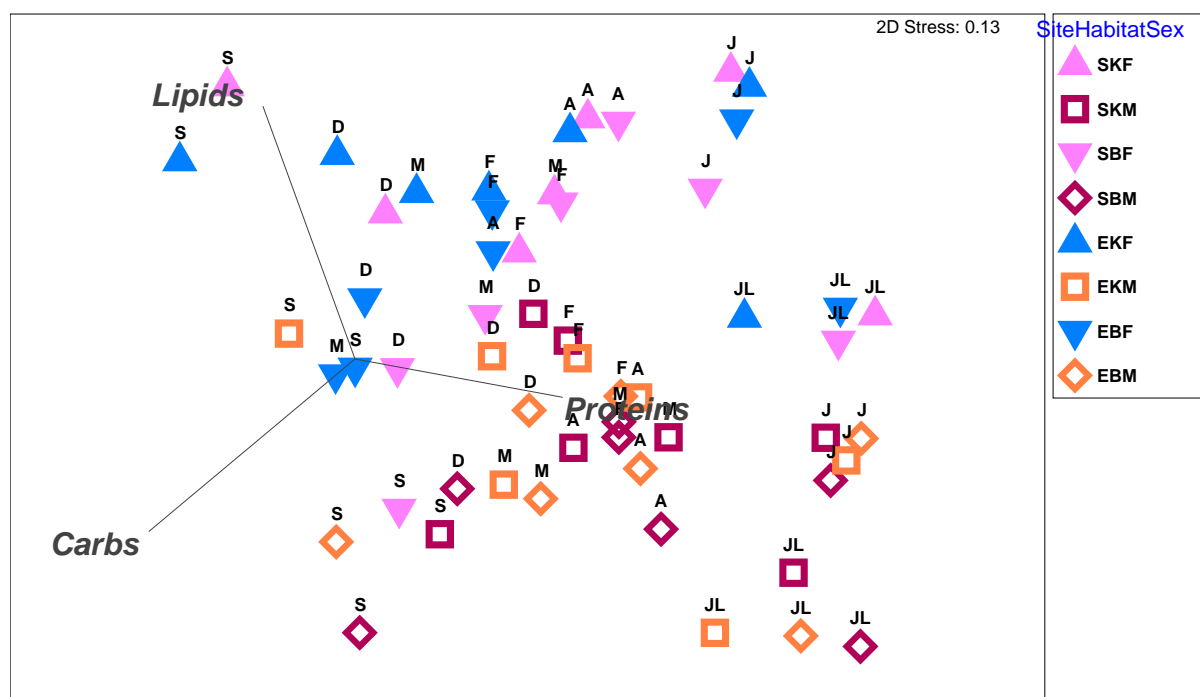 2D Stress: 0.13
SiteHabitatSex
SKF
SKM
SBF
SBM
EKF
EKM
EBF
EBM
J
S
J
Lipids
J
A
A
A
S
D
M
F
M
J
F
F
D
A
F
D
M
D
JL
JL
JL
JL
S
D
F
F
M
S
D
F
A
D
M
Proteins
F
M
A
J
J
J
A
J
D
M
M
S
S
A
S
Carbs
JL
S
JL
JL
JL